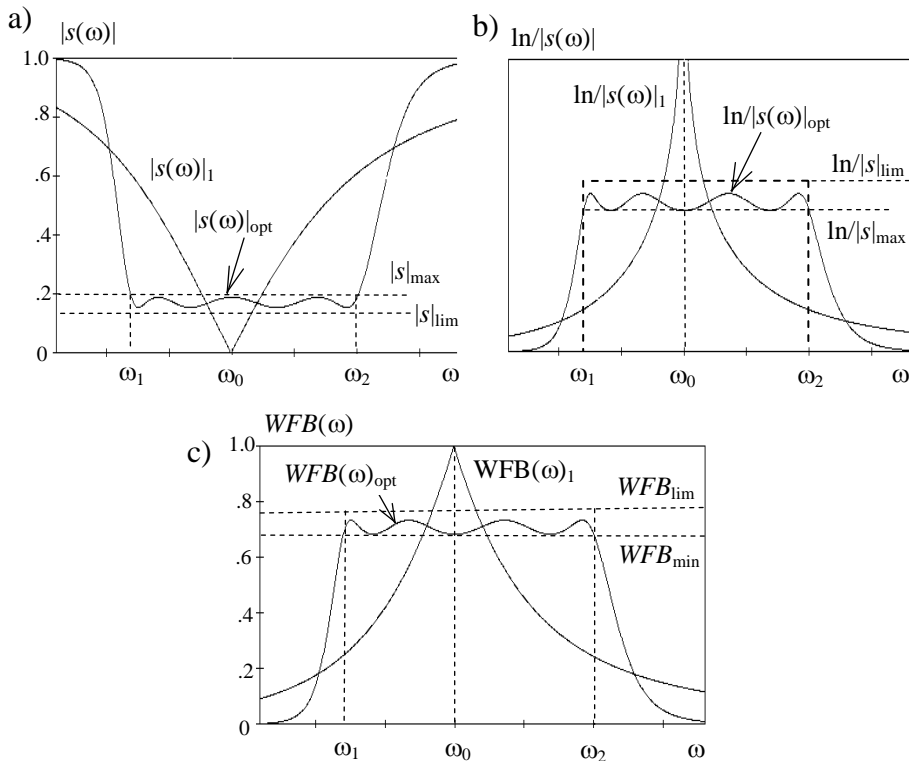 a)
|s(ω)|
1.0
.8
.6
.4
.2
0
|s(ω)|₁
|s(ω)|opt
|s|max
|s|lim
ω₁
ω₀
ω₂
ω
b)
ln/|s(ω)|
ln/|s(ω)|₁
ln/|s(ω)|opt
ln/|s|lim
ln/|s|max
ω₁
ω₀
ω₂
ω
c)
WFB(ω)
1.0
.8
.6
.4
.2
0
WFB(ω)opt
WFB(ω)₁
WFBlim
WFBmin
ω₁
ω₀
ω₂
ω